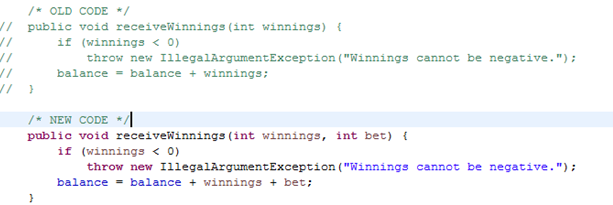 /* OLD CODE */
//  public void receiveWinnings(int winnings) {
//      if (winnings < 0)
//          throw new IllegalArgumentException("Winnings cannot be negative.");
//      balance = balance + winnings;
//  }
    /* NEW CODE */
    public void receiveWinnings(int winnings, int bet) {
        if (winnings < 0)
            throw new IllegalArgumentException("Winnings cannot be negative.");
        balance = balance + winnings + bet;
    }